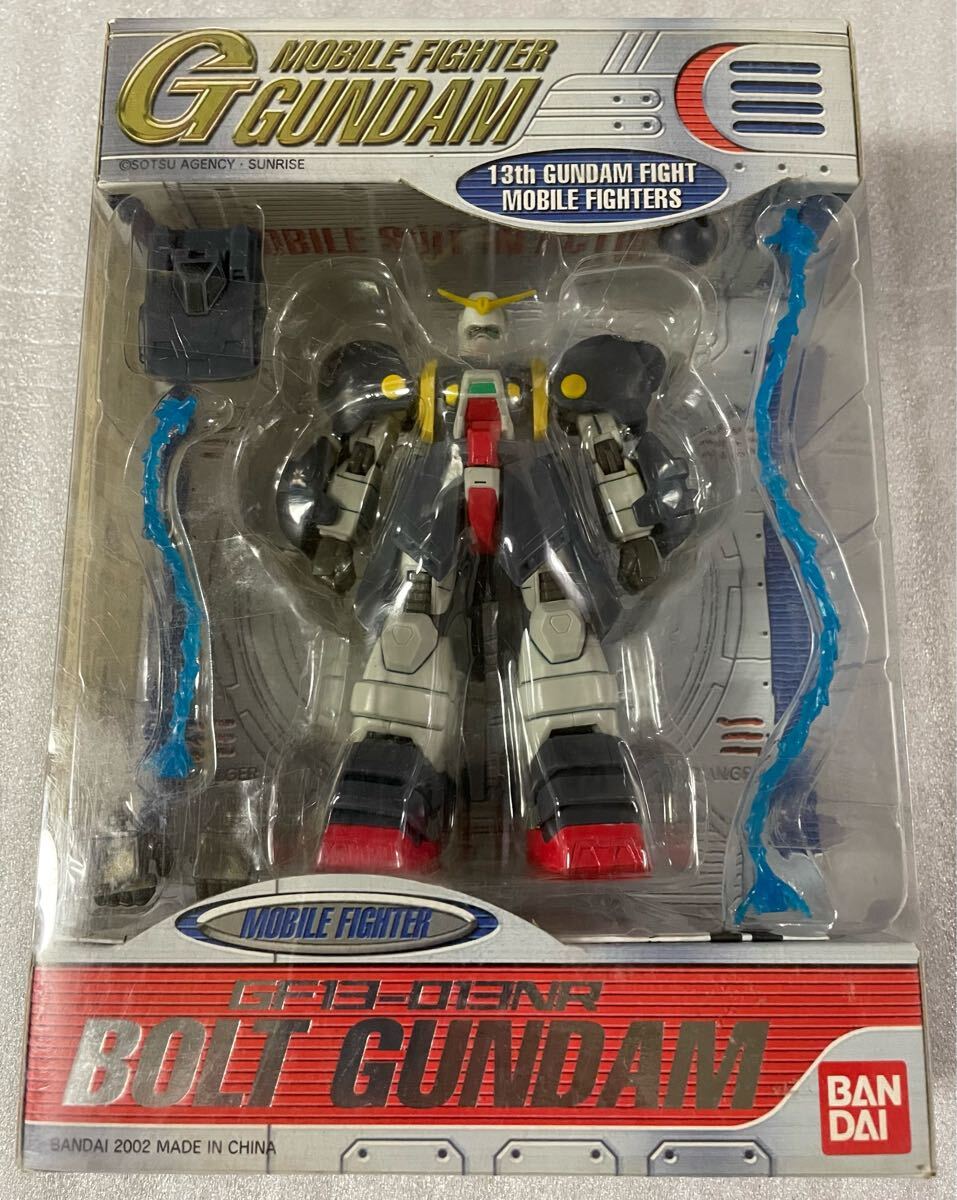 G MOBILE FIGHTER
GUNDAM
©SOTSU AGENCY · SUNRISE
13th GUNDAM FIGHT
MOBILE FIGHTERS
MOBILE FIGHTER
GF13-013NR
BOLT GUNDAM
BAN
DAI
BANDAI 2002 MADE IN CHINA